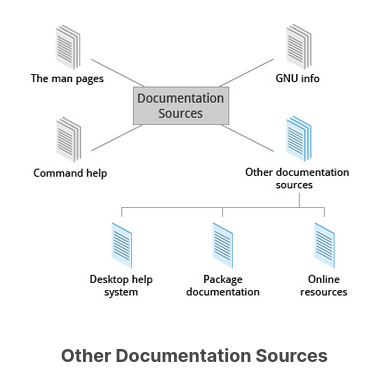 The man pages
GNU info
Documentation
Sources
Command help
Other documentation
sources
Desktop help
system
Package
documentation
Online
resources
Other Documentation Sources